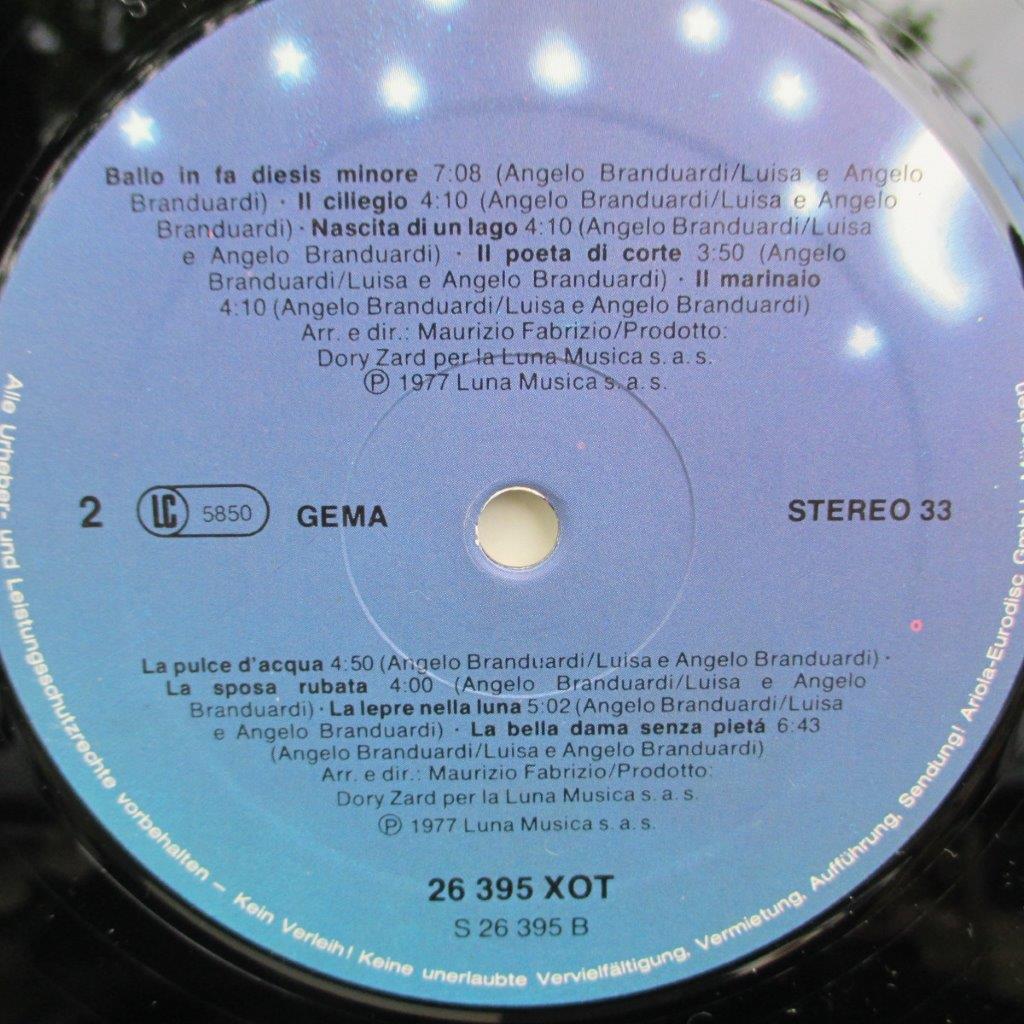 Ballo in fa diesis minore 7:08 (Angelo Branduardi/Luisa e Angelo
Branduardi) · Il ciliegio 4:10 (Angelo Branduardi/Luisa e Angelo
Branduardi) · Nascita di un lago 4:10 (Angelo Branduardi/Luisa
e Angelo Branduardi) · Il poeta di corte 3:50 (Angelo
Branduardi/Luisa e Angelo Branduardi) · Il marinaio
4:10 (Angelo Branduardi/Luisa e Angelo Branduardi)
Arr. e dir.: Maurizio Fabrizio/Prodotto:
Dory Zard per la Luna Musica s. a. s.
Ⓟ 1977 Luna Musica s. a. s.
2 LC 5850 GEMA STEREO 33
La pulce d'acqua 4:50 (Angelo Branduardi/Luisa e Angelo Branduardi) ·
La sposa rubata 4:00 (Angelo Branduardi/Luisa e Angelo
Branduardi) · La lepre nella luna 5:02 (Angelo Branduardi/Luisa
e Angelo Branduardi) · La bella dama senza pietá 6:43
(Angelo Branduardi/Luisa e Angelo Branduardi)
Arr. e dir.: Maurizio Fabrizio/Prodotto:
Dory Zard per la Luna Musica s. a. s.
Ⓟ 1977 Luna Musica s. a. s.
26 395 XOT
S 26 395 B
Alle Urheber- und Leistungsschutzrechte vorbehalten – Kein Verleih! Keine unerlaubte Vervielfältigung, Vermietung, Aufführung, Sendung! Ariola-Eurodisc GmbH, München